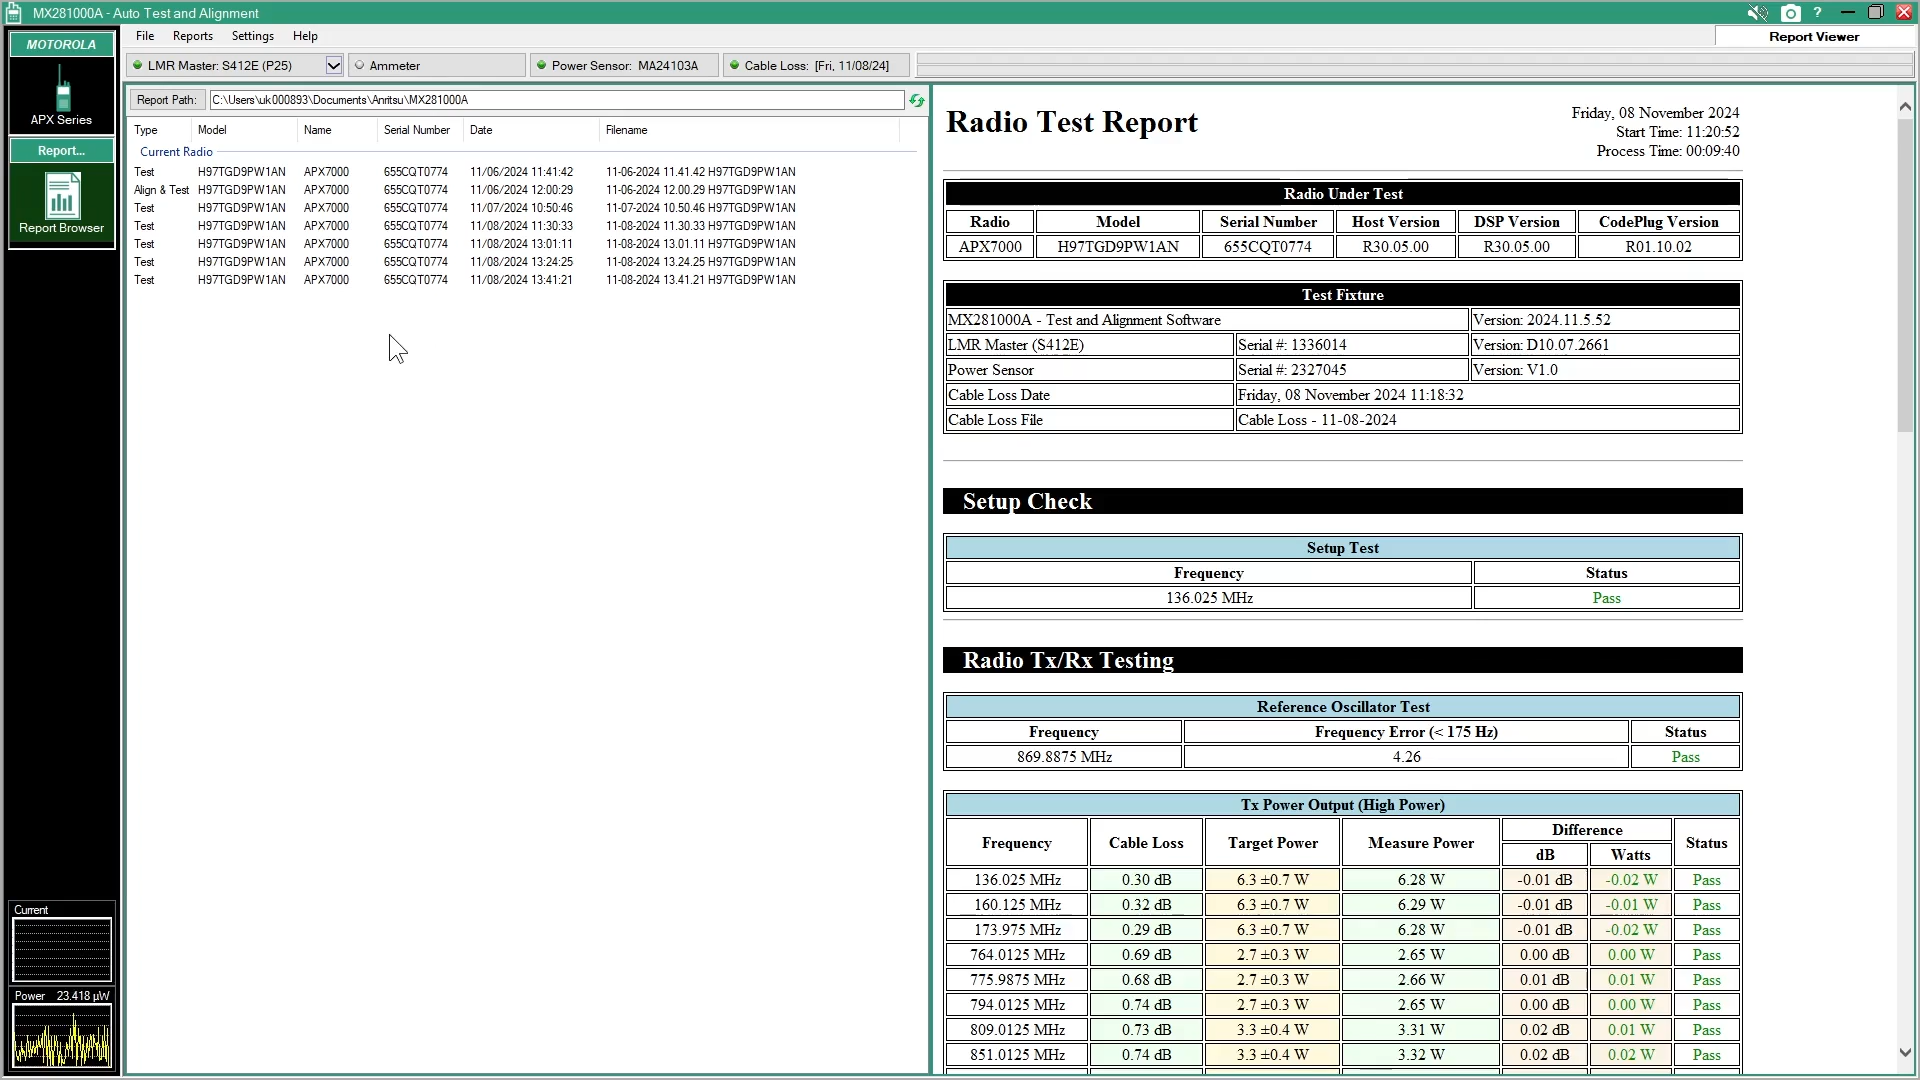 MX281000A - Auto Test and Alignment
?
MOTOROLA
File Reports Settings Help
Report Viewer
LMR Master: S412E (P25)
Ammeter
Power Sensor: MA24103A
Cable Loss: [Fri, 11/08/24]
APX Series
Report...
Report Browser
Report Path: C:\Users\uk000893\Documents\Anritsu\MX281000A
Type Model Name Serial Number Date Filename
Current Radio
Test H97TGD9PW1AN APX7000 655CQT0774 11/06/2024 11:41:42 11-06-2024 11.41.42 H97TGD9PW1AN
Align & Test H97TGD9PW1AN APX7000 655CQT0774 11/06/2024 12:00:29 11-06-2024 12.00.29 H97TGD9PW1AN
Test H97TGD9PW1AN APX7000 655CQT0774 11/07/2024 10:50:46 11-07-2024 10.50.46 H97TGD9PW1AN
Test H97TGD9PW1AN APX7000 655CQT0774 11/08/2024 11:30:33 11-08-2024 11.30.33 H97TGD9PW1AN
Test H97TGD9PW1AN APX7000 655CQT0774 11/08/2024 13:01:11 11-08-2024 13.01.11 H97TGD9PW1AN
Test H97TGD9PW1AN APX7000 655CQT0774 11/08/2024 13:24:25 11-08-2024 13.24.25 H97TGD9PW1AN
Test H97TGD9PW1AN APX7000 655CQT0774 11/08/2024 13:41:21 11-08-2024 13.41.21 H97TGD9PW1AN
Current
Power 23.418 µW
Radio Test Report
Friday, 08 November 2024
Start Time: 11:20:52
Process Time: 00:09:40
Radio Under Test
Radio Model Serial Number Host Version DSP Version CodePlug Version
APX7000 H97TGD9PW1AN 655CQT0774 R30.05.00 R30.05.00 R01.10.02
Test Fixture
MX281000A - Test and Alignment Software Version: 2024.11.5.52
LMR Master (S412E) Serial #: 1336014 Version: D10.07.2661
Power Sensor Serial #: 2327045 Version: V1.0
Cable Loss Date Friday, 08 November 2024 11:18:32
Cable Loss File Cable Loss - 11-08-2024
Setup Check
Setup Test
Frequency Status
136.025 MHz Pass
Radio Tx/Rx Testing
Reference Oscillator Test
Frequency Frequency Error (< 175 Hz) Status
869.8875 MHz 4.26 Pass
Tx Power Output (High Power)
Frequency Cable Loss Target Power Measure Power Difference Status
dB Watts
136.025 MHz 0.30 dB 6.3 ±0.7 W 6.28 W -0.01 dB -0.02 W Pass
160.125 MHz 0.32 dB 6.3 ±0.7 W 6.29 W -0.01 dB -0.01 W Pass
173.975 MHz 0.29 dB 6.3 ±0.7 W 6.28 W -0.01 dB -0.02 W Pass
764.0125 MHz 0.69 dB 2.7 ±0.3 W 2.65 W 0.00 dB 0.00 W Pass
775.9875 MHz 0.68 dB 2.7 ±0.3 W 2.66 W 0.01 dB 0.01 W Pass
794.0125 MHz 0.74 dB 2.7 ±0.3 W 2.65 W 0.00 dB 0.00 W Pass
809.0125 MHz 0.73 dB 3.3 ±0.4 W 3.31 W 0.02 dB 0.01 W Pass
851.0125 MHz 0.74 dB 3.3 ±0.4 W 3.32 W 0.02 dB 0.02 W Pass